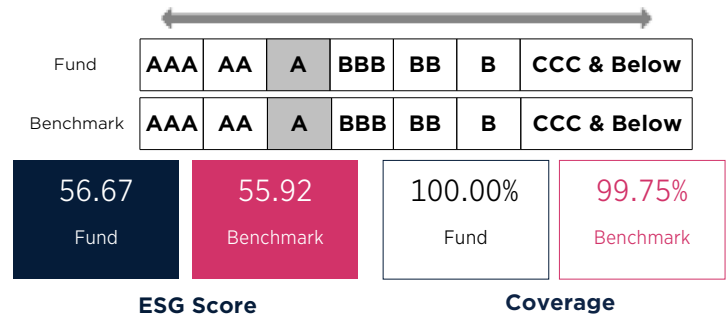 Fund AAA AA A BBB BB B CCC & Below
Benchmark AAA AA A BBB BB B CCC & Below
56.67 55.92 100.00% 99.75%
Fund Benchmark Fund Benchmark
ESG Score Coverage